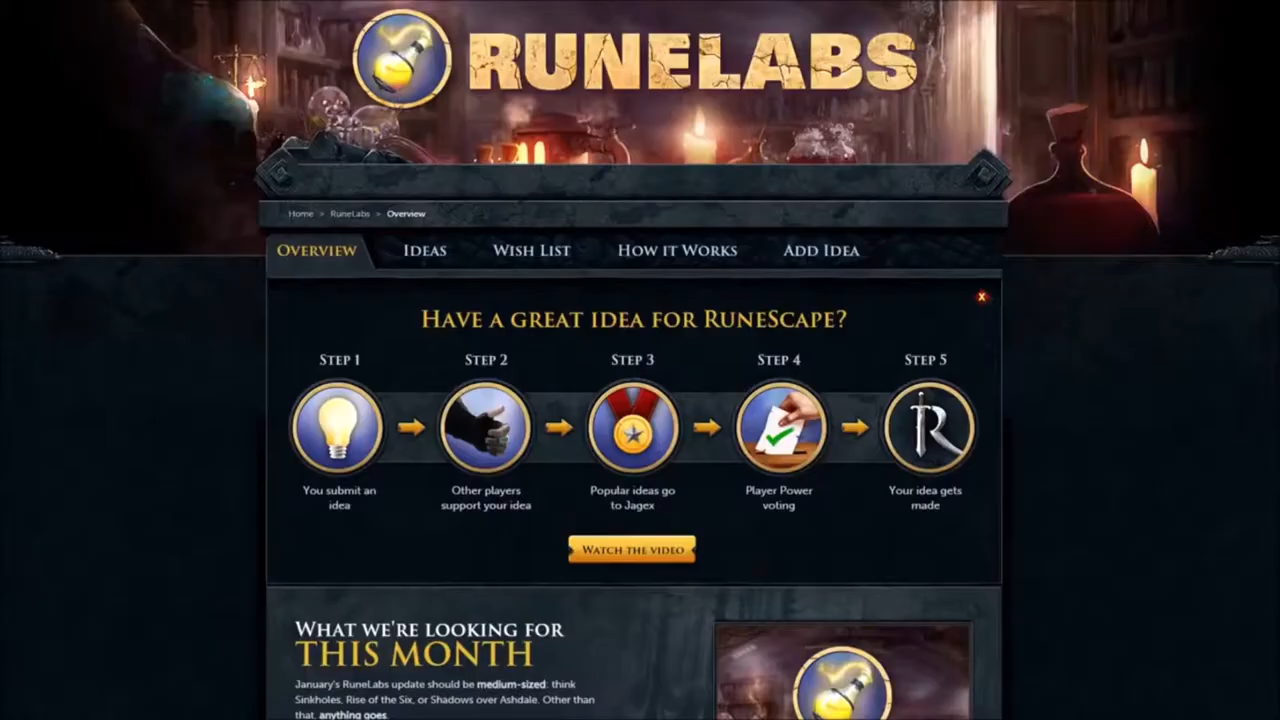 RUNELABS
Home > RuneLabs > Overview
Overview Ideas Wish List How it Works Add Idea
x
Have a great idea for RuneScape?
Step 1 Step 2 Step 3 Step 4 Step 5
You submit an
idea
Other players
support your idea
Popular ideas go
to Jagex
Player Power
voting
Your idea gets
made
Watch the video
What we're looking for
this month
January's RuneLabs update should be medium-sized: think
Sinkholes, Rise of the Six, or Shadows over Ashdale. Other than
that, anything goes.